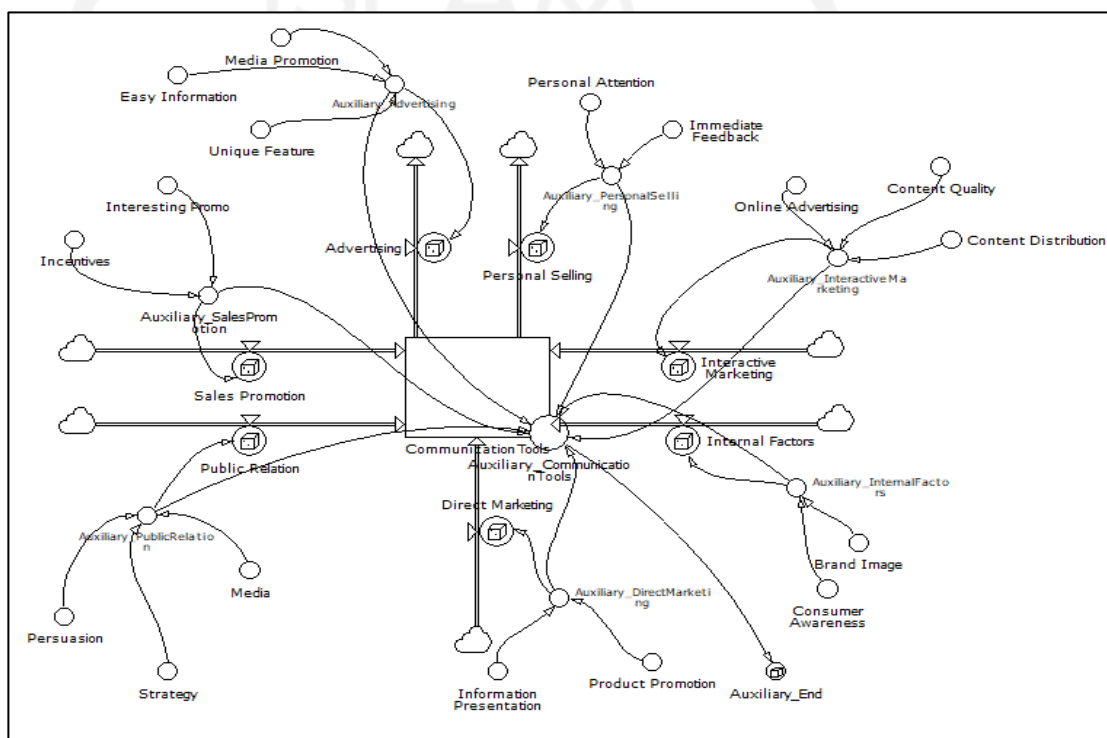 Media Promotion
Easy Information
Auxiliary_Advertising
Unique Feature
Personal Attention
Immediate
Feedback
Auxiliary_PersonalSelli
ng
Content Quality
Online Advertising
Content Distribution
Auxiliary_InteractiveMa
rketing
Interesting Promo
Incentives
Auxiliary_SalesProm
otion
Advertising
Personal Selling
Sales Promotion
Interactive
Marketing
Public Relation
Communication Tools
Auxiliary_Communicatio
nTools
Internal Factors
Auxiliary_InternalFacto
rs
Direct Marketing
Auxiliary_PublicRelatio
n
Media
Persuasion
Strategy
Auxiliary_DirectMarketi
ng
Information
Presentation
Product Promotion
Brand Image
Consumer
Awareness
Auxiliary_End